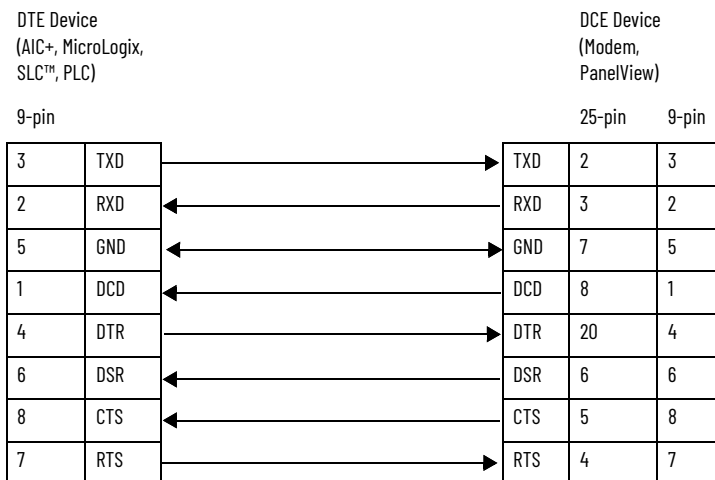 DTE Device
(AIC+, MicroLogix,
SLC™, PLC)
DCE Device
(Modem,
PanelView)
9-pin
25-pin 9-pin
3 TXD TXD 2 3
2 RXD RXD 3 2
5 GND GND 7 5
1 DCD DCD 8 1
4 DTR DTR 20 4
6 DSR DSR 6 6
8 CTS CTS 5 8
7 RTS RTS 4 7